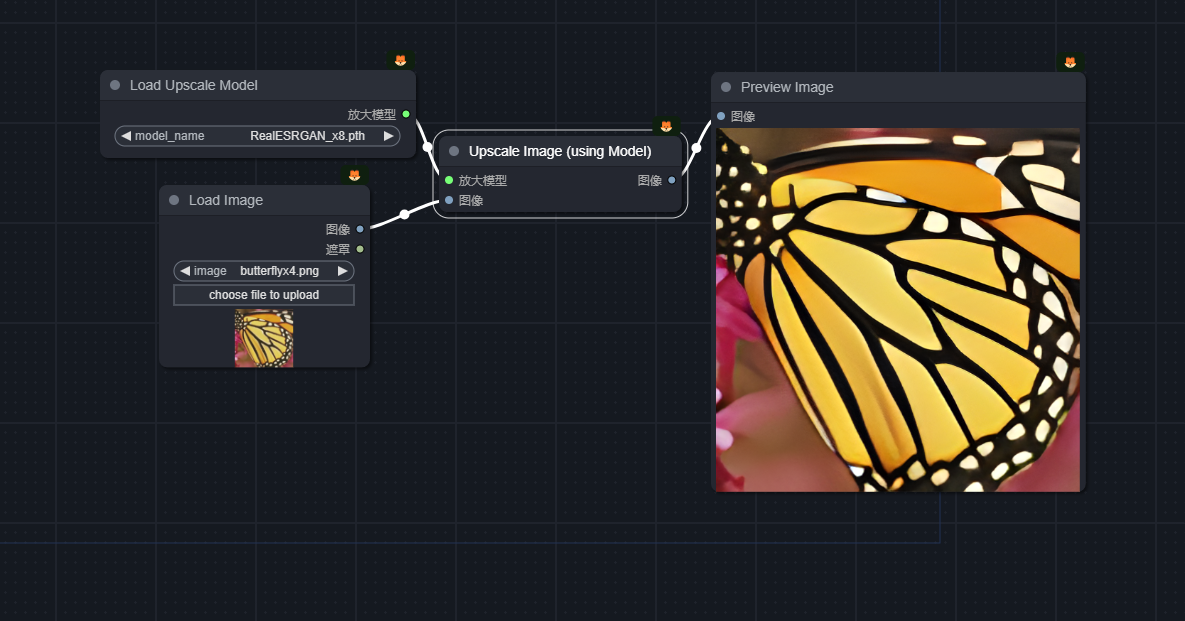 Load Upscale Model
放大模型
model_name RealESRGAN_x8.pth
Load Image
图像
遮罩
image butterflyx4.png
choose file to upload
Upscale Image (using Model)
放大模型 图像
图像
Preview Image
图像